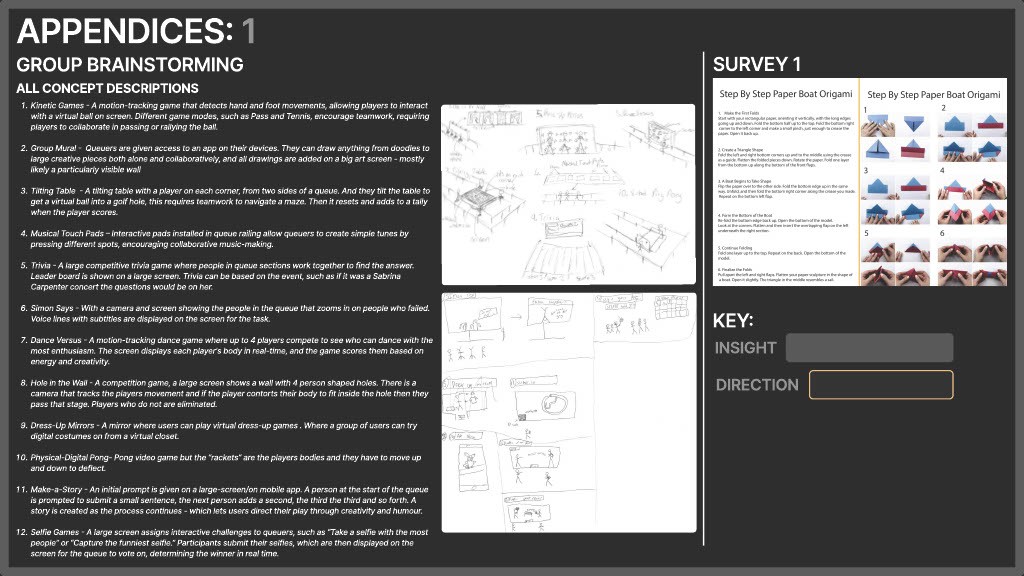 APPENDICES: 1
GROUP BRAINSTORMING
ALL CONCEPT DESCRIPTIONS
1. Kinetic Games - A motion-tracking game that detects hand and foot movements, allowing players to interact
with a virtual ball on screen. Different game modes, such as Pass and Tennis, encourage teamwork, requiring
players to collaborate in passing or rallying the ball.
2. Group Mural - Queuers are given access to an app on their devices. They can draw anything from doodles to
large creative pieces both alone and collaboratively, and all drawings are added on a big art screen - mostly
likely a particularly visible wall
3. Tilting Table - A tilting table with a player on each corner, from two sides of a queue. And they tilt the table to
get a virtual ball into a golf hole, this requires teamwork to navigate a maze. Then it resets and adds to a tally
when the player scores.
4. Musical Touch Pads – Interactive pads installed in queue railing allow queuers to create simple tunes by
pressing different spots, encouraging collaborative music-making.
5. Trivia - A large competitive trivia game where people in queue sections work together to find the answer.
Leader board is shown on a large screen. Trivia can be based on the event, such as if it was a Sabrina
Carpenter concert the questions would be on her.
6. Simon Says - With a camera and screen showing the people in the queue that zooms in on people who failed.
Voice lines with subtitles are displayed on the screen for the task.
7. Dance Versus - A motion-tracking dance game where up to 4 players compete to see who can dance with the
most enthusiasm. The screen displays each player's body in real-time, and the game scores them based on
energy and creativity.
8. Hole in the Wall - A competition game, a large screen shows a wall with 4 person shaped holes. There is a
camera that tracks the players movement and if the player contorts their body to fit inside the hole then they
pass that stage. Players who do not are eliminated.
9. Dress-Up Mirrors - A mirror where users can play virtual dress-up games . Where a group of users can try
digital costumes on from a virtual closet.
10. Physical-Digital Pong- Pong video game but the "rackets" are the players bodies and they have to move up
and down to deflect.
11. Make-a-Story - An initial prompt is given on a large-screen/on mobile app. A person at the start of the queue
is prompted to submit a small sentence, the next person adds a second, the third the third and so forth. A
story is created as the process continues - which lets users direct their play through creativity and humour.
12. Selfie Games - A large screen assigns interactive challenges to queuers, such as "Take a selfie with the most
people" or "Capture the funniest selfie." Participants submit their selfies, which are then displayed on the
screen for the queue to vote on, determining the winner in real time.
Trivia
Ping Pong
SURVEY 1
Step By Step Paper Boat Origami
1. Make the First Folds
2. Create a Triangle Shape
3. A Boat Begins to Take Shape
4. Form the Bottom of the Boat
5. Continue Folding
6. Finalize the Folds
Step By Step Paper Boat Origami
1
2
3
4
5
6
KEY:
INSIGHT
DIRECTION